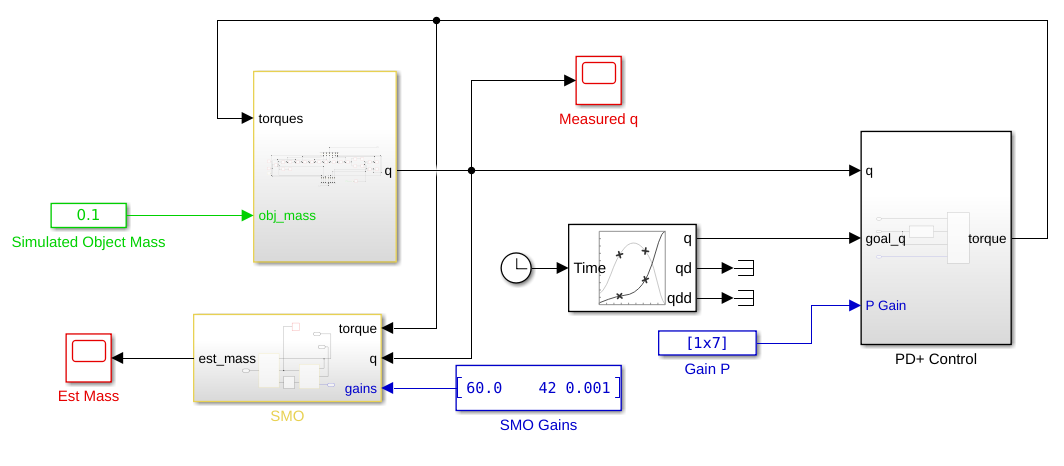 torques
q
obj_mass
0.1
Simulated Object Mass
Measured q
q
goal_q
torque
P Gain
PD+ Control
Time
q
qd
qdd
[1x7]
Gain P
torque
est_mass
q
gains
SMO
Est Mass
60.0 42 0.001
SMO Gains